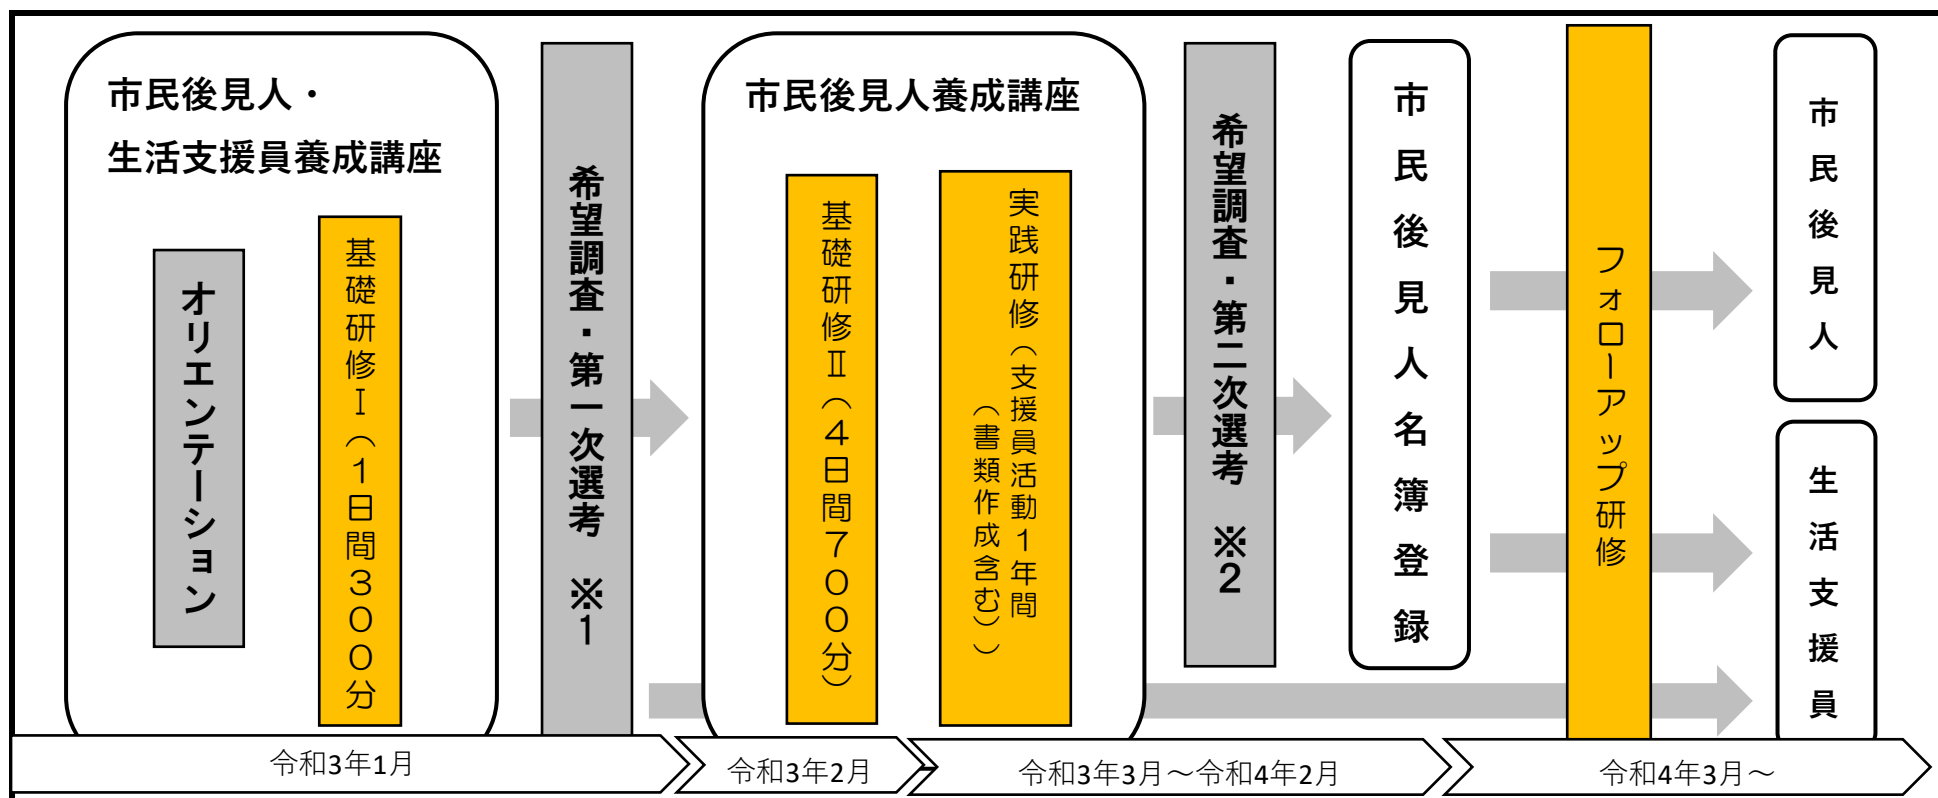 市民後見人・
生活支援員養成講座
オリエンテーション
基礎研修Ⅰ（１日間３００分
希望調査・第一次選考　※１
市民後見人養成講座
基礎研修Ⅱ（４日間７００分）
実践研修（支援員活動１年間
（書類作成含む））
希望調査・第二次選考　※２
市民後見人名簿登録
フォローアップ研修
市民後見人
生活支援員
令和3年1月
令和3年2月
令和3年3月～令和4年2月
令和4年3月～